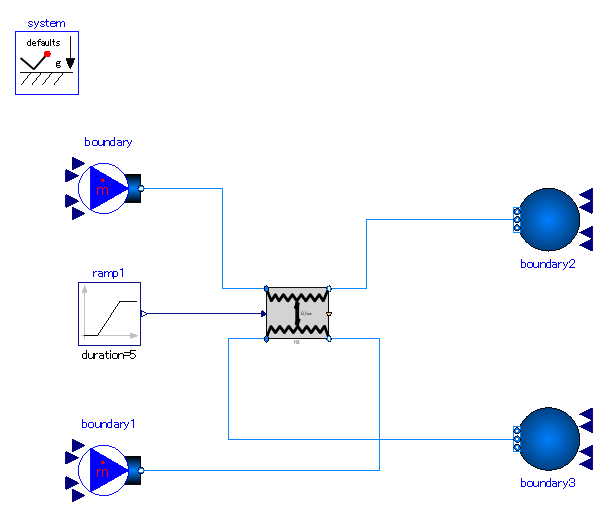 system
defaults
g
boundary
ṁ
boundary2
ramp1
duration=5
boundary1
ṁ
boundary3